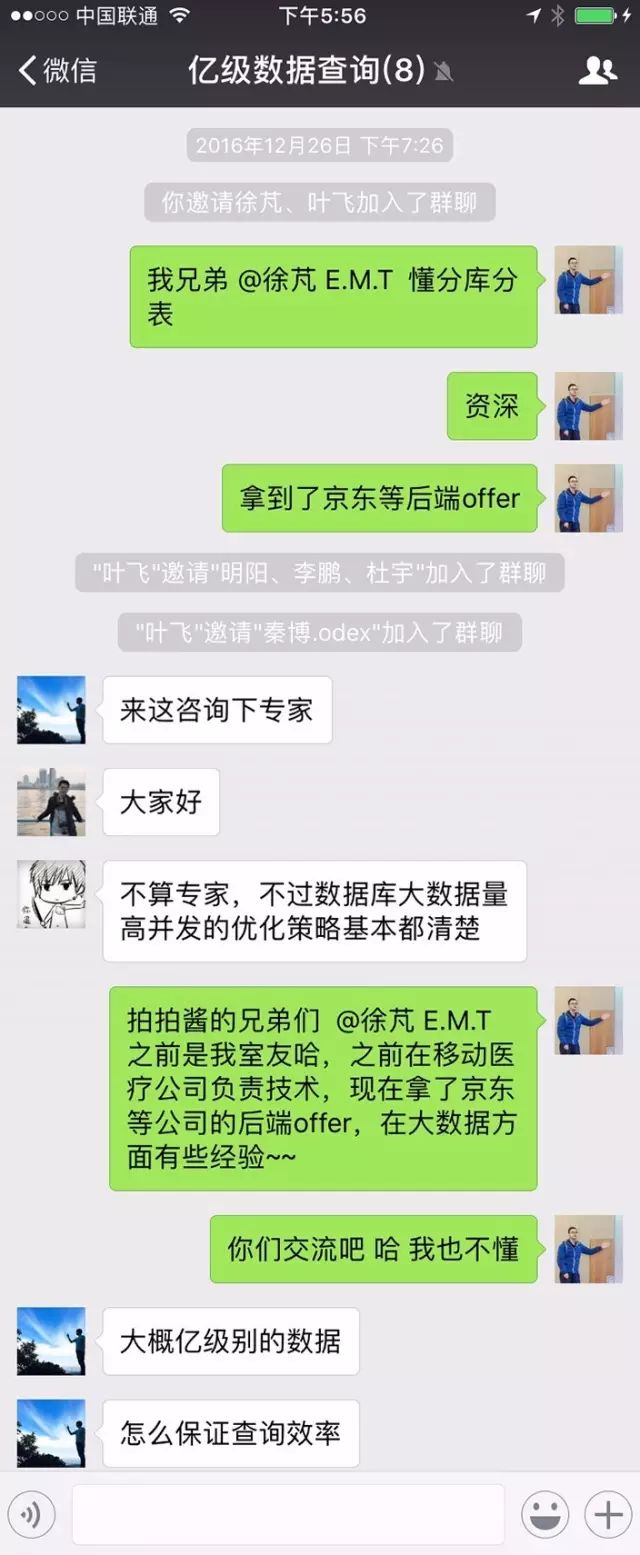 中国联通
下午5:56
微信
亿级数据查询(8)
2016年12月26日 下午7:26
你邀请徐芃、叶飞加入了群聊
我兄弟 @徐芃 E.M.T 懂分库分
表
资深
拿到了京东等后端offer
"叶飞"邀请"明阳、李鹏、杜宇"加入了群聊
"叶飞"邀请"秦博.odex"加入了群聊
来这咨询下专家
大家好
不算专家，不过数据库大数据量
高并发的优化策略基本都清楚
拍拍酱的兄弟们 @徐芃 E.M.T
之前是我室友哈，之前在移动医
疗公司负责技术，现在拿了京东
等公司的后端offer，在大数据方
面有些经验~~
你们交流吧 哈 我也不懂
大概亿级别的数据
怎么保证查询效率